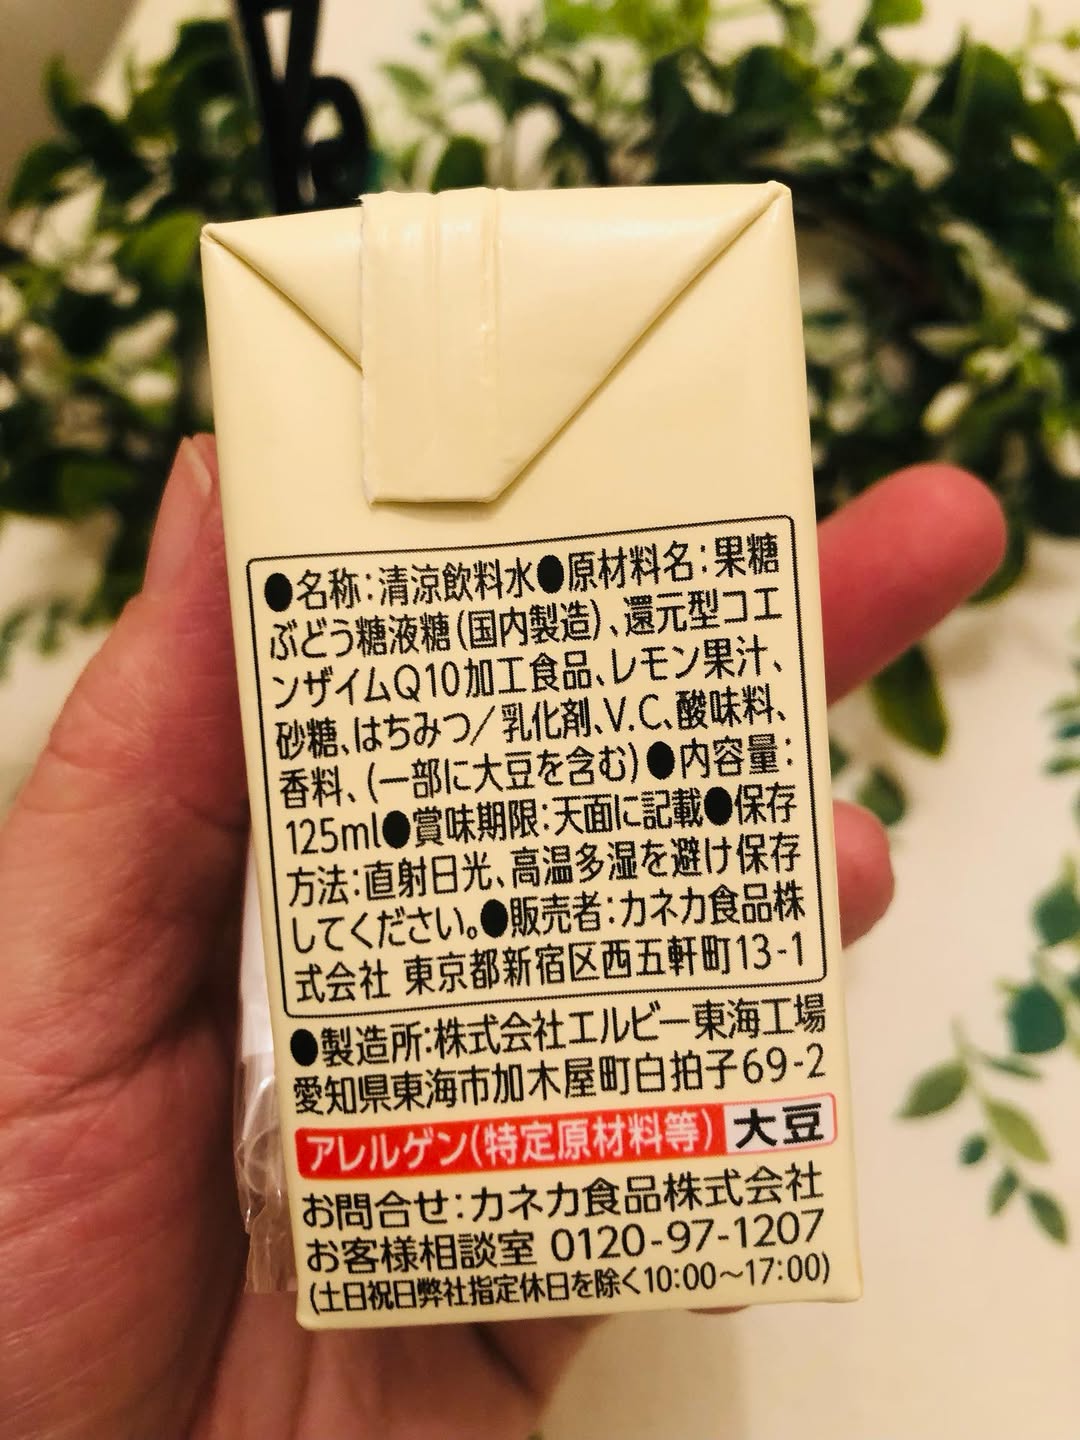 ●名称:清涼飲料水●原材料名:果糖
ぶどう糖液糖(国内製造)、還元型コエ
ンザイムQ10加工食品、レモン果汁、
砂糖、はちみつ/乳化剤、V.C、酸味料、
香料、(一部に大豆を含む)●内容量:
125ml●賞味期限:天面に記載●保存
方法:直射日光、高温多湿を避け保存
してください。●販売者:カネカ食品株
式会社 東京都新宿区西五軒町13-1
●製造所:株式会社エルビー東海工場
愛知県東海市加木屋町白拍子69-2
アレルゲン(特定原材料等) 大豆
お問合せ:カネカ食品株式会社
お客様相談室 0120-97-1207
(土日祝日弊社指定休日を除く10:00～17:00)